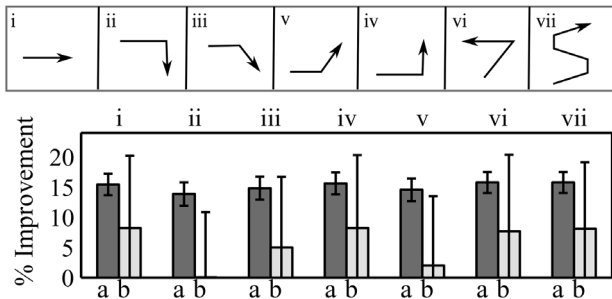 i ii iii v iv vi vii
i ii iii iv v vi vii
% Improvement
20
15
10
5
0
a b a b a b a b a b a b a b